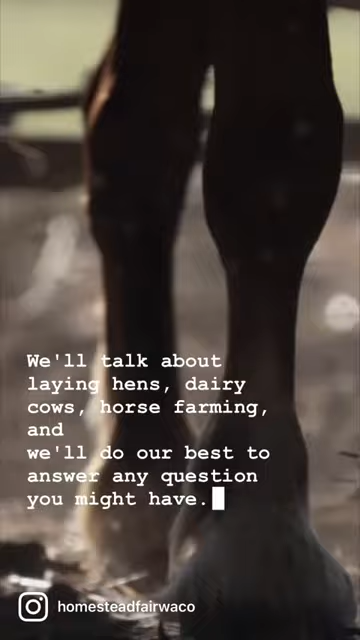 We'll talk about
laying hens, dairy
cows, horse farming,
and
we'll do our best to
answer any question
you might have.
homesteadfairwaco